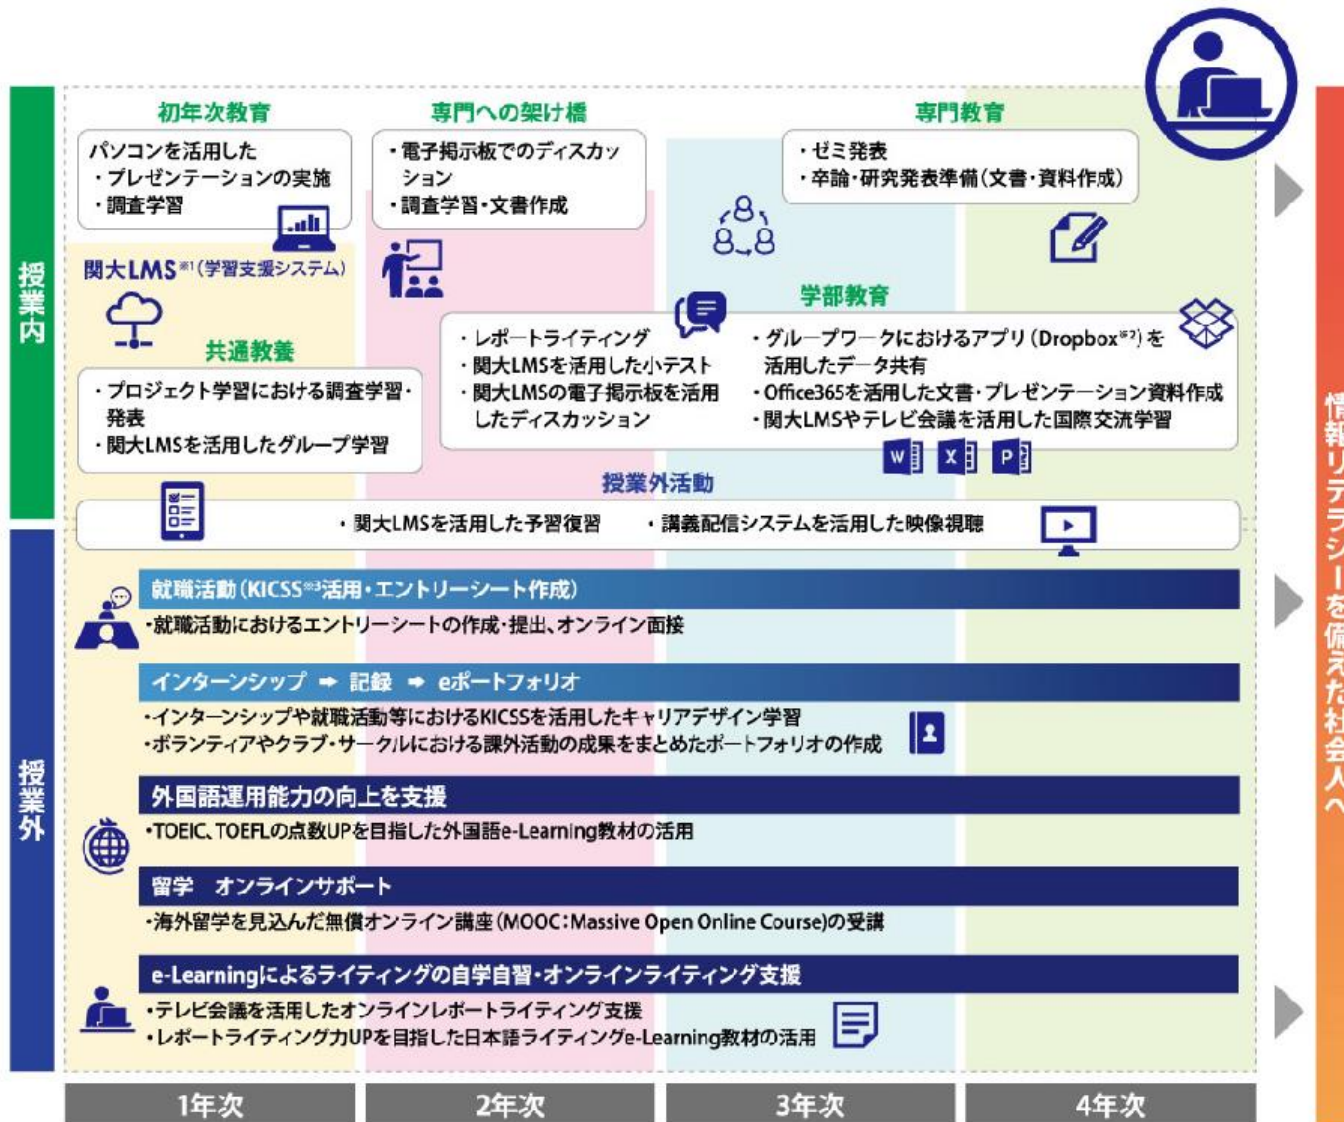 初年次教育
パソコンを活用した
・プレゼンテーションの実施
・調査学習
専門への架け橋
・電子掲示板でのディスカッ
ション
・調査学習・文書作成
専門教育
・ゼミ発表
・卒論・研究発表準備(文書・資料作成)
授業内
関大LMS※1(学習支援システム)
共通教養
・プロジェクト学習における調査学習・
発表
・関大LMSを活用したグループ学習
学部教育
・レポートライティング
・関大LMSを活用した小テスト
・関大LMSの電子掲示板を活用
したディスカッション
・グループワークにおけるアプリ(Dropbox※2)を
活用したデータ共有
・Office365を活用した文書・プレゼンテーション資料作成
・関大LMSやテレビ会議を活用した国際交流学習
W X P
授業外活動
・関大LMSを活用した予習復習 ・講義配信システムを活用した映像視聴
授業外
就職活動(KICSS※3活用・エントリーシート作成)
・就職活動におけるエントリーシートの作成・提出、オンライン面接
インターンシップ ➡ 記録 ➡ eポートフォリオ
・インターンシップや就職活動等におけるKICSSを活用したキャリアデザイン学習
・ボランティアやクラブ・サークルにおける課外活動の成果をまとめたポートフォリオの作成
外国語運用能力の向上を支援
・TOEIC、TOEFLの点数UPを目指した外国語e-Learning教材の活用
留学 オンラインサポート
・海外留学を見込んだ無償オンライン講座(MOOC:Massive Open Online Course)の受講
e-Learningによるライティングの自学自習・オンラインライティング支援
・テレビ会議を活用したオンラインレポートライティング支援
・レポートライティング力UPを目指した日本語ライティングe-Learning教材の活用
1年次
2年次
3年次
4年次
情報リテラシーを備えた社会人へ